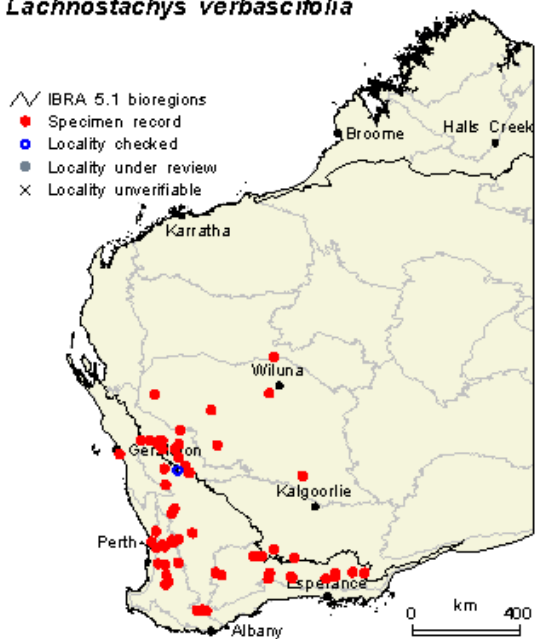 Lachnostachys verbascifolia
IBRA 5.1 bioregions
Specimen record
Locality checked
Locality under review
Locality unverifiable
Broome
Halls Creek
Karratha
Wiluna
Geraldton
Kalgoorlie
Perth
Esperance
Albany
0 km 400